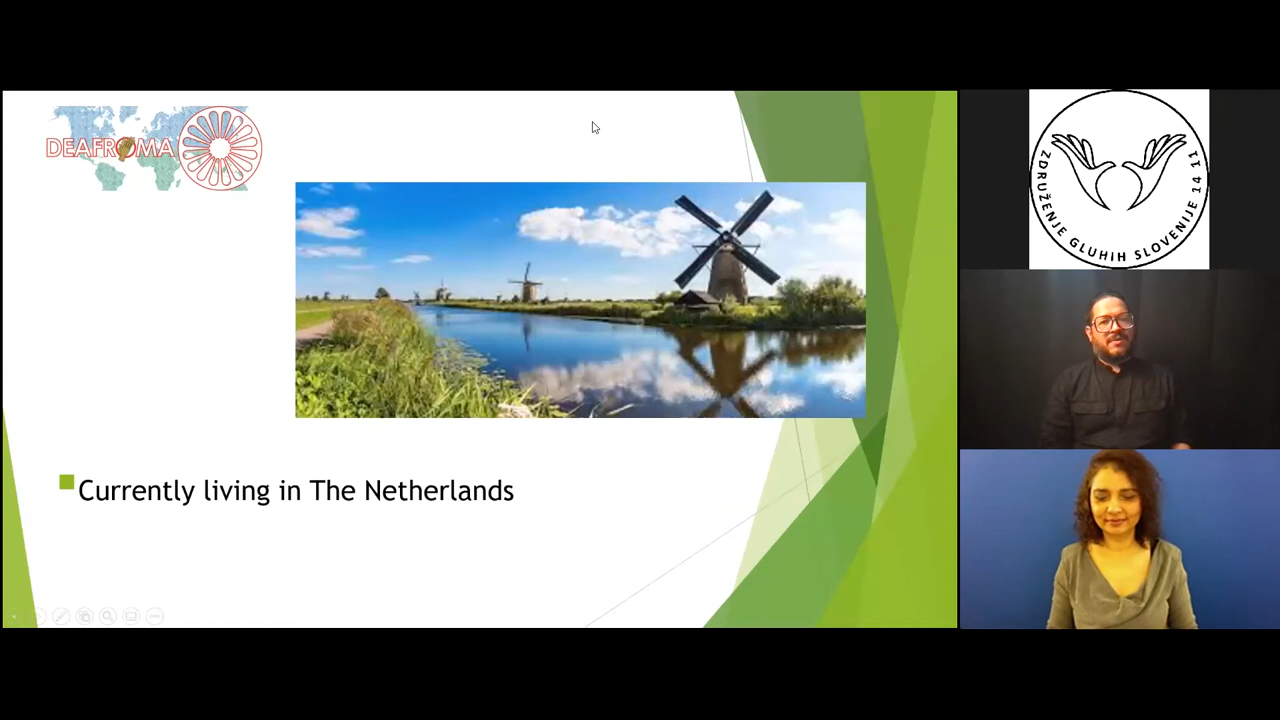 DEAFROMA
Currently living in The Netherlands
ZDRUŽENJE GLUHIH SLOVENIJE 14 11